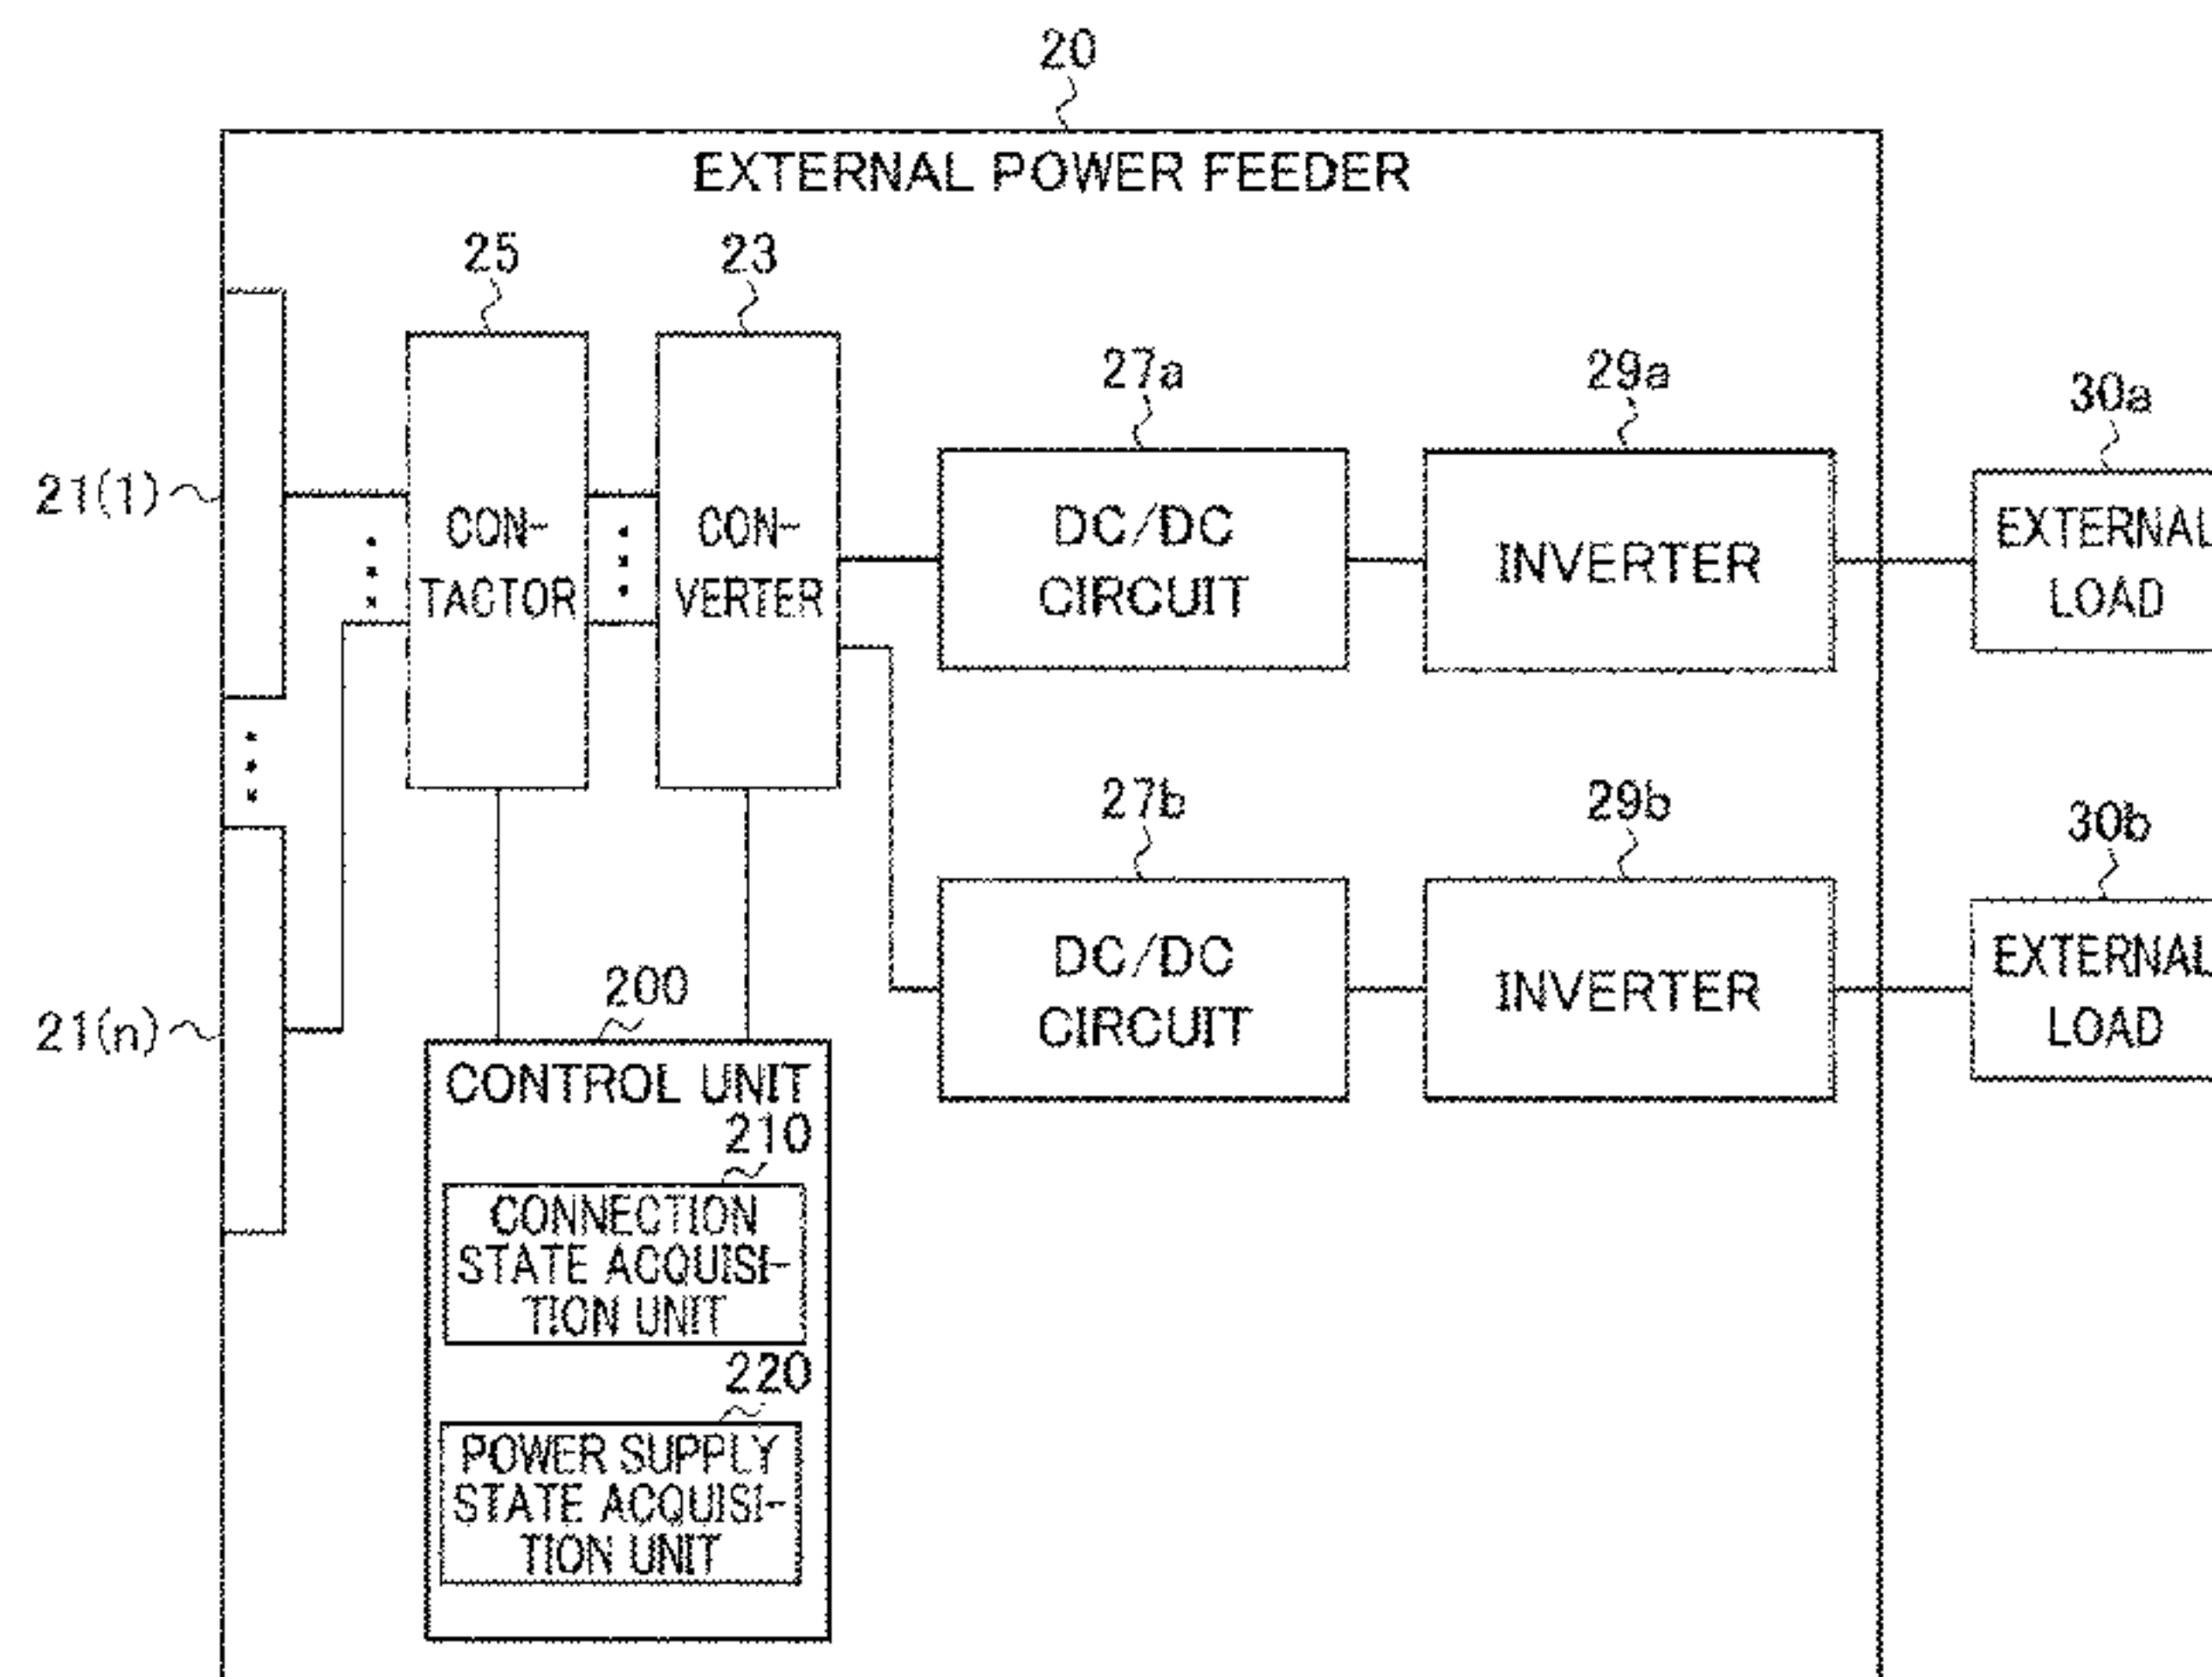 20
EXTERNAL POWER FEEDER
25
23
27a
29a
30a
21(1)
CON-
TACTOR
CON-
VERTER
DC/DC
CIRCUIT
INVERTER
EXTERNAL
LOAD
27b
29b
30b
21(n)
DC/DC
CIRCUIT
INVERTER
EXTERNAL
LOAD
200
CONTROL UNIT
210
CONNECTION
STATE ACQUISI-
TION UNIT
220
POWER SUPPLY
STATE ACQUISI-
TION UNIT